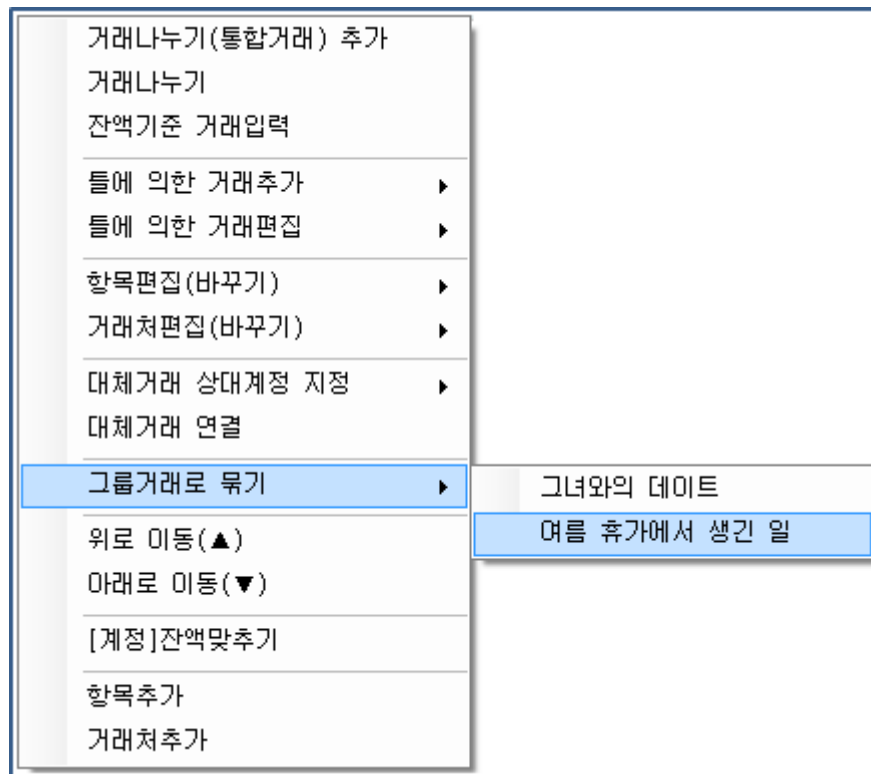 거래나누기(통합거래) 추가
거래나누기
잔액기준 거래입력
틀에 의한 거래추가
틀에 의한 거래편집
항목편집(바꾸기)
거래처편집(바꾸기)
대체거래 상대계정 지정
대체거래 연결
그룹거래로 묶기
그녀와의 데이트
여름 휴가에서 생긴 일
위로 이동(▲)
아래로 이동(▼)
[계정]잔액맞추기
항목추가
거래처추가